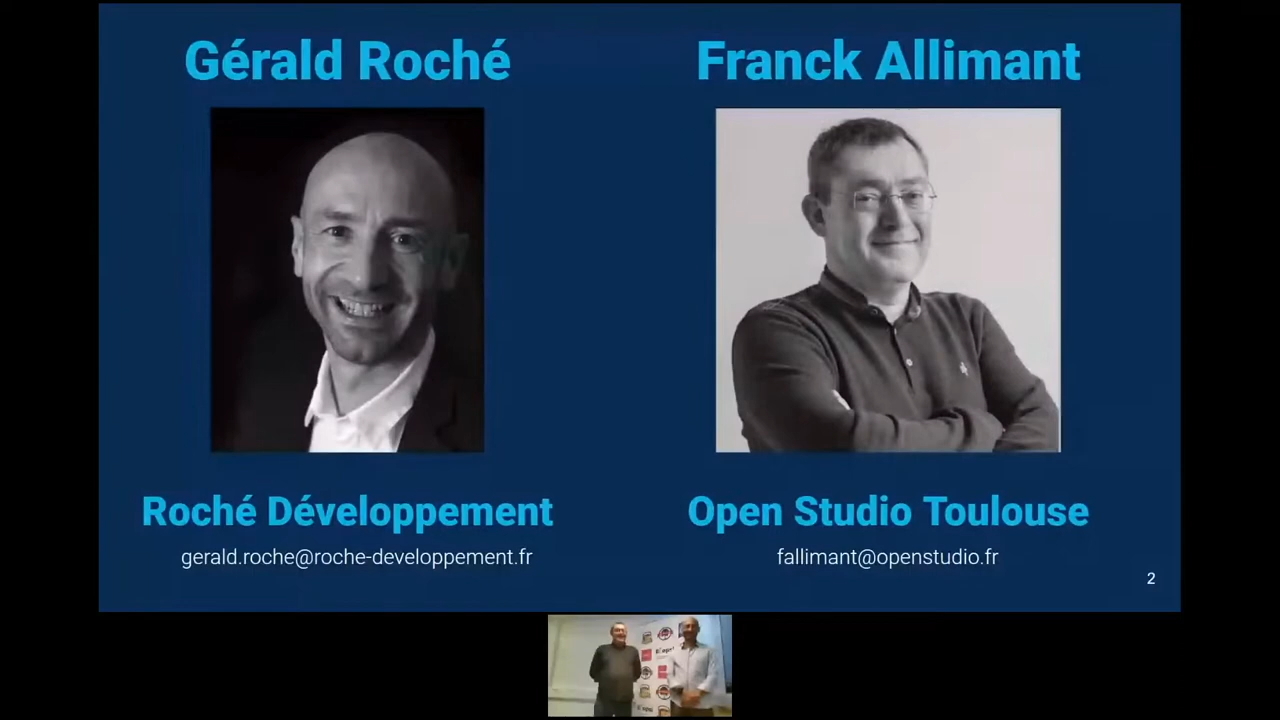 Gérald Roché
Franck Allimant
Roché Développement
Open Studio Toulouse
gerald.roche@roche-developpement.fr
fallimant@openstudio.fr
2